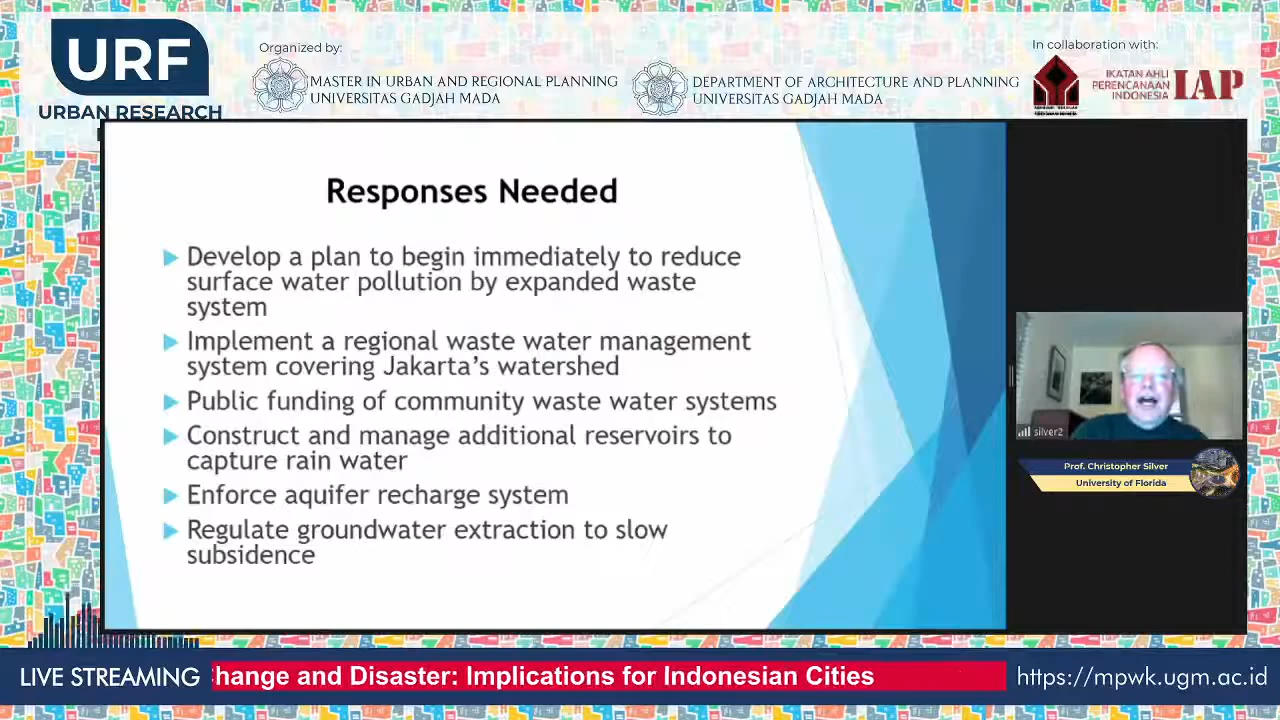 URF
URBAN RESEARCH
Organized by:
MASTER IN URBAN AND REGIONAL PLANNING
UNIVERSITAS GADJAH MADA
DEPARTMENT OF ARCHITECTURE AND PLANNING
UNIVERSITAS GADJAH MADA
In collaboration with:
IKATAN AHLI
PERENCANAAN
INDONESIA
IAP
Responses Needed
Develop a plan to begin immediately to reduce
surface water pollution by expanded waste
system
Implement a regional waste water management
system covering Jakarta's watershed
Public funding of community waste water systems
Construct and manage additional reservoirs to
capture rain water
Enforce aquifer recharge system
Regulate groundwater extraction to slow
subsidence
silver2
Prof. Christopher Silver
University of Florida
LIVE STREAMING
hange and Disaster: Implications for Indonesian Cities
https://mpwk.ugm.ac.id